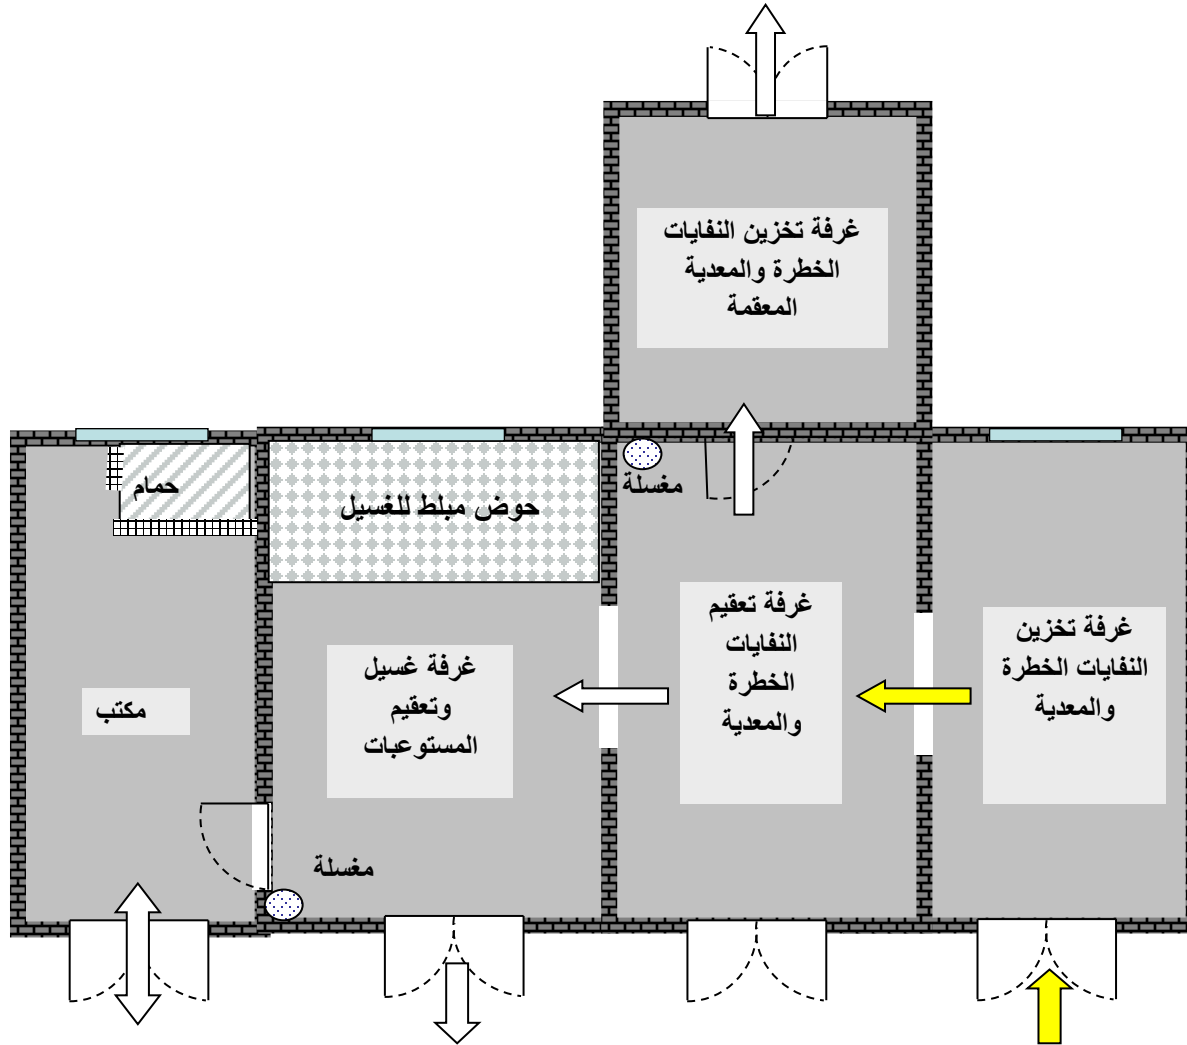 غرفة تخزين النفايات
الخطرة والمعدية
المعقمة
حمام
مغسلة
حوض مبلط للغسيل
غرفة تخزين
النفايات الخطرة
والمعدية
غرفة تعقيم
النفايات
الخطرة
والمعدية
غرفة غسيل
وتعقيم
المستوعبات
مكتب
مغسلة